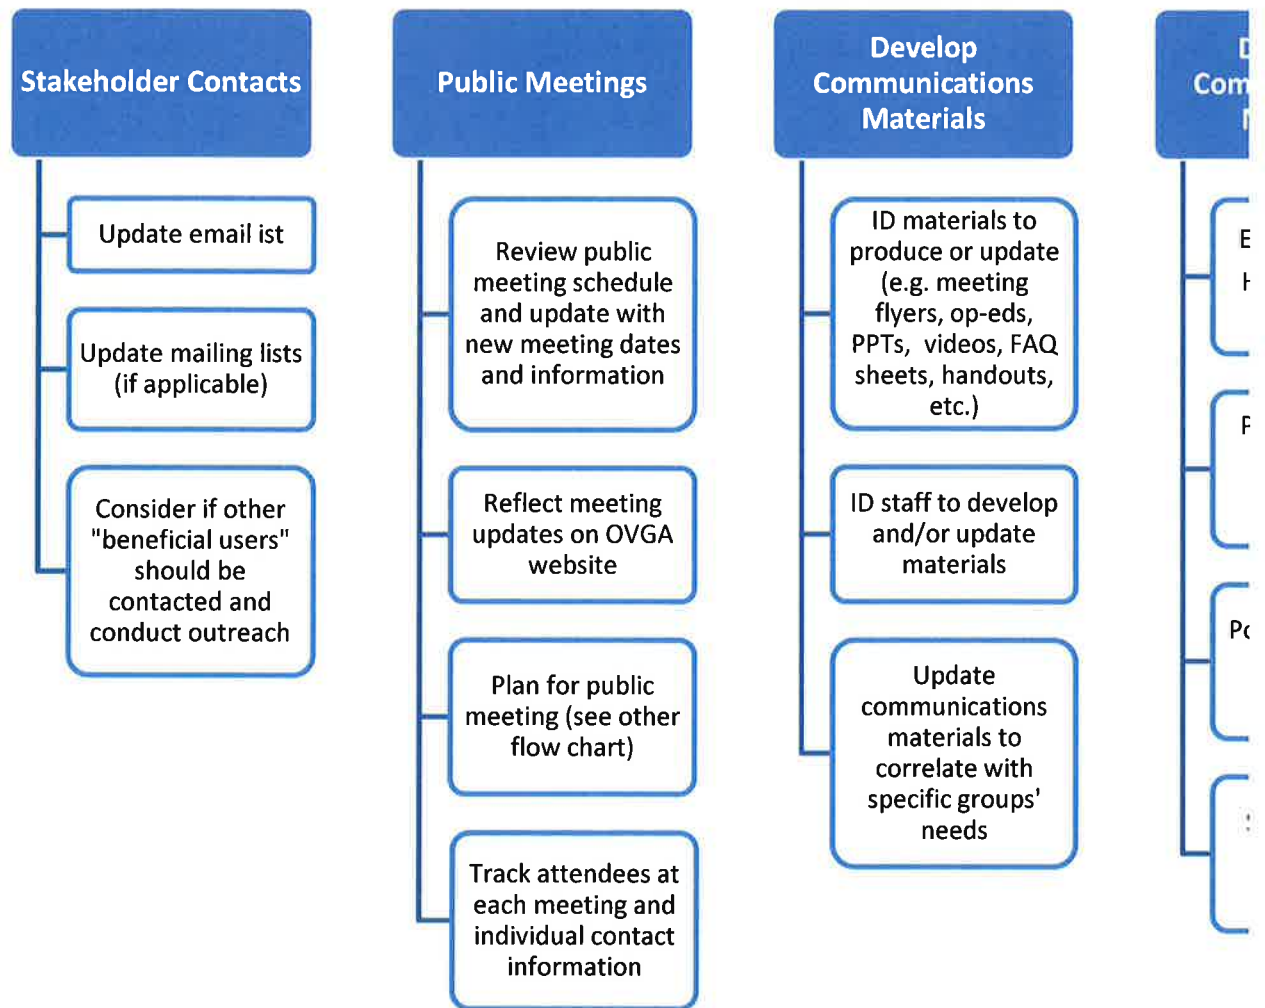 Stakeholder Contacts
Update email ist
Update mailing lists
(if applicable)
Consider if other
"beneficial users"
should be
contacted and
conduct outreach
Public Meetings
Review public
meeting schedule
and update with
new meeting dates
and information
Reflect meeting
updates on OVGA
website
Plan for public
meeting (see other
flow chart)
Track attendees at
each meeting and
individual contact
information
Develop
Communications
Materials
ID materials to
produce or update
(e.g. meeting
flyers, op-eds,
PPTs, videos, FAQ
sheets, handouts,
etc.)
ID staff to develop
and/or update
materials
Update
communications
materials to
correlate with
specific groups'
needs